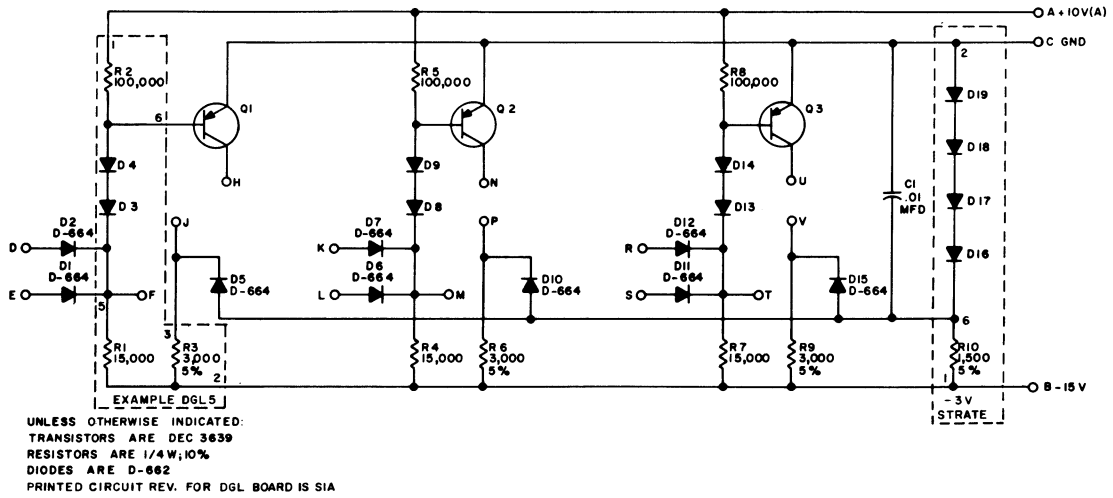 A+10V(A)
C GND
1
R2
100,000
6
Q1
R5
100,000
Q2
R8
100,000
Q3
2
D19
D18
D17
D16
D4
D3
H
J
D9
D8
N
P
D14
D13
U
V
C1
.01
MFD
D2
D-664
D
D1
D-664
E
F
5
D5
D-664
D7
D-664
K
D6
D-664
L
M
D10
D-664
D12
D-664
R
D11
D-664
S
T
D15
D-664
6
R1
15,000
3
R3
3,000
5%
2
R4
15,000
R6
3,000
5%
R7
15,000
R9
3,000
5%
R10
1,500
5%
1
B-15V
EXAMPLE DGL5
-3V
STRATE
UNLESS OTHERWISE INDICATED:
TRANSISTORS ARE DEC 3639
RESISTORS ARE 1/4W;10%
DIODES ARE D-662
PRINTED CIRCUIT REV. FOR DGL BOARD IS S1A